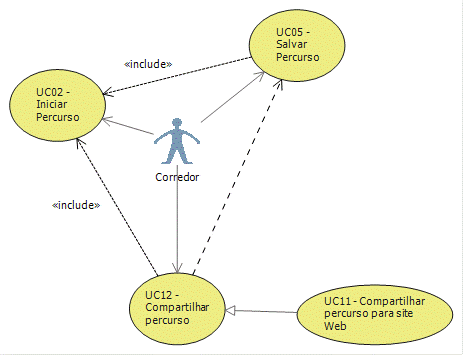 UC05 -
Salvar
Percurso
«include»
UC02 -
Iniciar
Percurso
Corredor
«include»
UC12 -
Compartilhar
percurso
UC11 - Compartilhar
percurso para site
Web